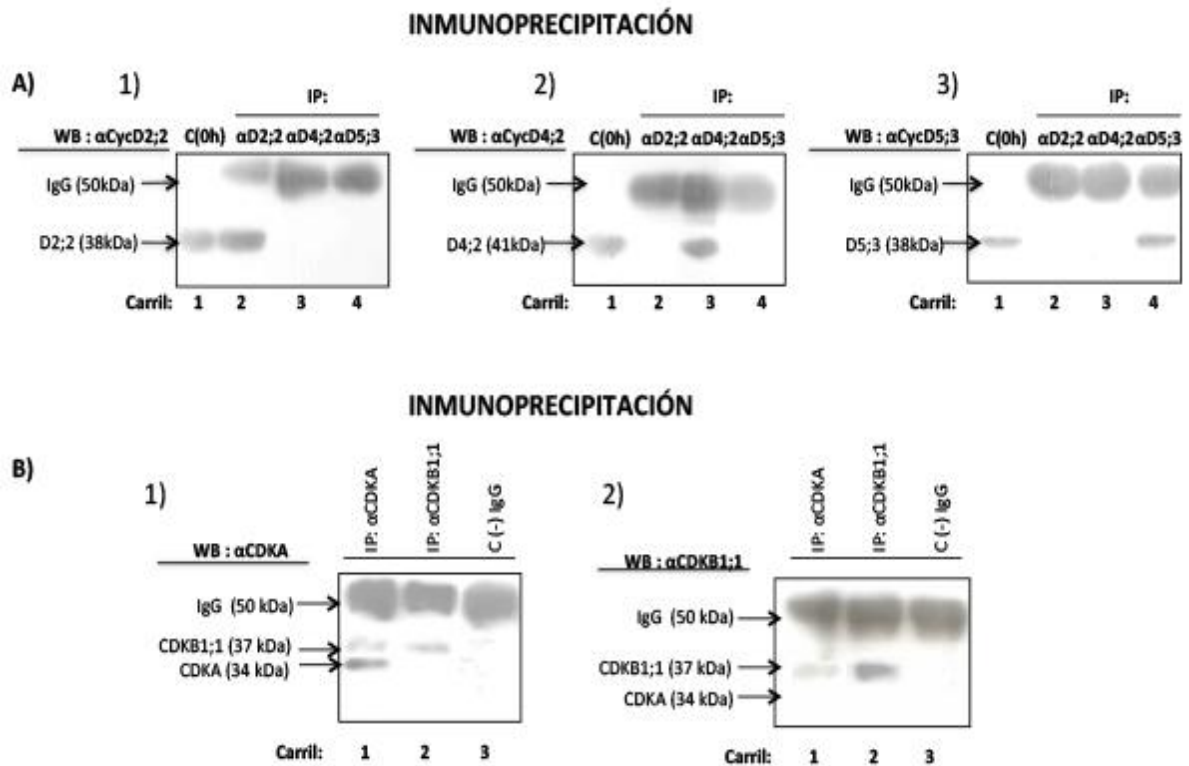 INMUNOPRECIPITACIÓN
A) 1) 2) 3)
IP: IP: IP:
WB : αCycD2;2 C(0h) αD2;2 αD4;2 αD5;3
WB : αCycD4;2 C(0h) αD2;2 αD4;2 αD5;3
WB : αCycD5;3 C(0h) αD2;2 αD4;2 αD5;3
IgG (50kDa) IgG (50kDa) IgG (50kDa)
D2;2 (38kDa) D4;2 (41kDa) D5;3 (38kDa)
Carril: 1 2 3 4
Carril: 1 2 3 4
Carril: 1 2 3 4
INMUNOPRECIPITACIÓN
B)
1)
IP: αCDKA
IP: αCDKB1;1
C (-) IgG
WB : αCDKA
IgG (50 kDa)
CDKB1;1 (37 kDa)
CDKA (34 kDa)
Carril: 1 2 3
2)
IP: αCDKA
IP: αCDKB1;1
C (-) IgG
WB : αCDKB1;1
IgG (50 kDa)
CDKB1;1 (37 kDa)
CDKA (34 kDa)
Carril: 1 2 3